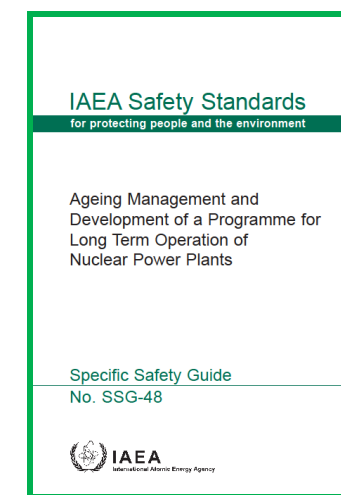 IAEA Safety Standards
for protecting people and the environment
Ageing Management and
Development of a Programme for
Long Term Operation of
Nuclear Power Plants
Specific Safety Guide
No. SSG-48
IAEA
International Atomic Energy Agency